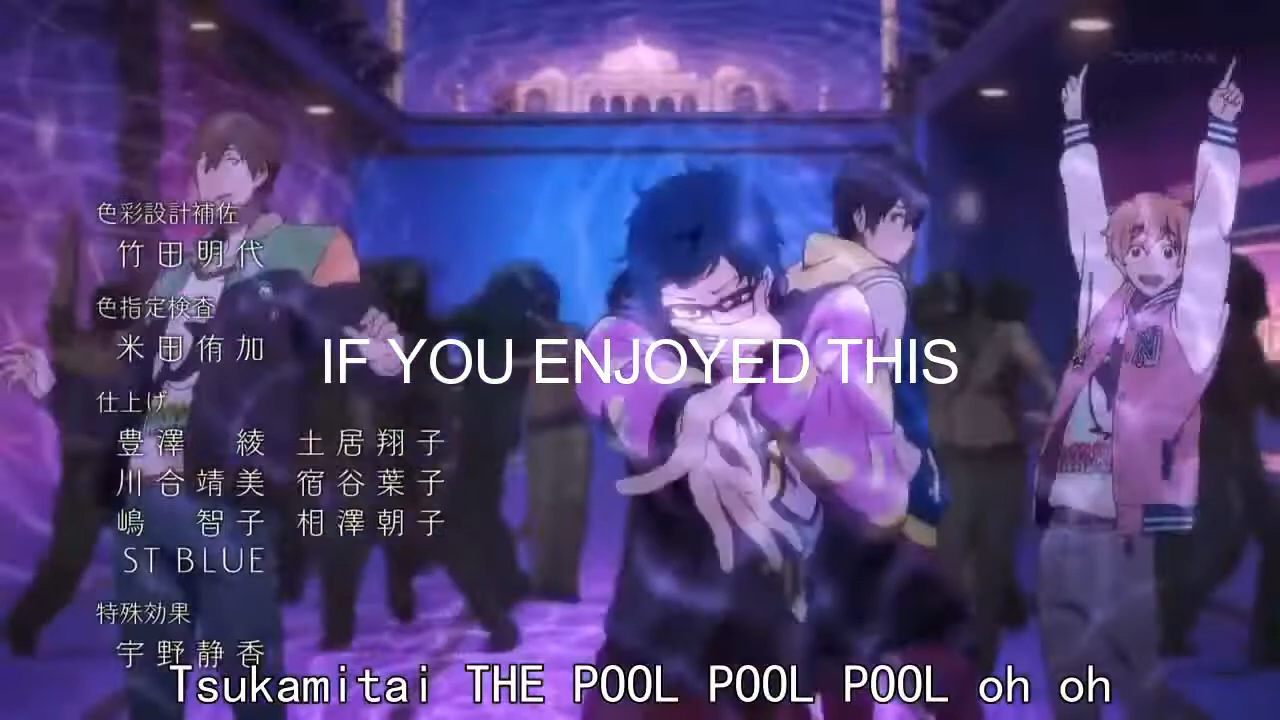 色彩設計補佐
竹田明代
色指定検査
米田侑加
仕上げ
豊澤 綾 土居翔子
川合靖美 宿谷葉子
嶋 智子 相澤朝子
ST BLUE
特殊効果
宇野静香
IF YOU ENJOYED THIS
Tsukamitai THE POOL POOL POOL oh oh